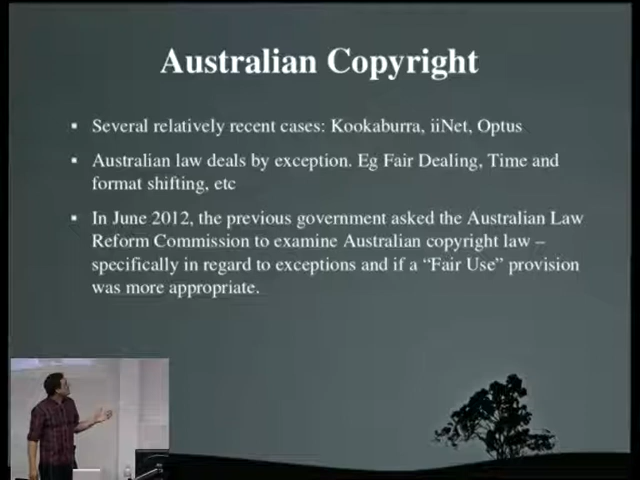 Australian Copyright
Several relatively recent cases: Kookaburra, iiNet, Optus
Australian law deals by exception. Eg Fair Dealing, Time and
format shifting, etc
In June 2012, the previous government asked the Australian Law
Reform Commission to examine Australian copyright law –
specifically in regard to exceptions and if a “Fair Use” provision
was more appropriate.